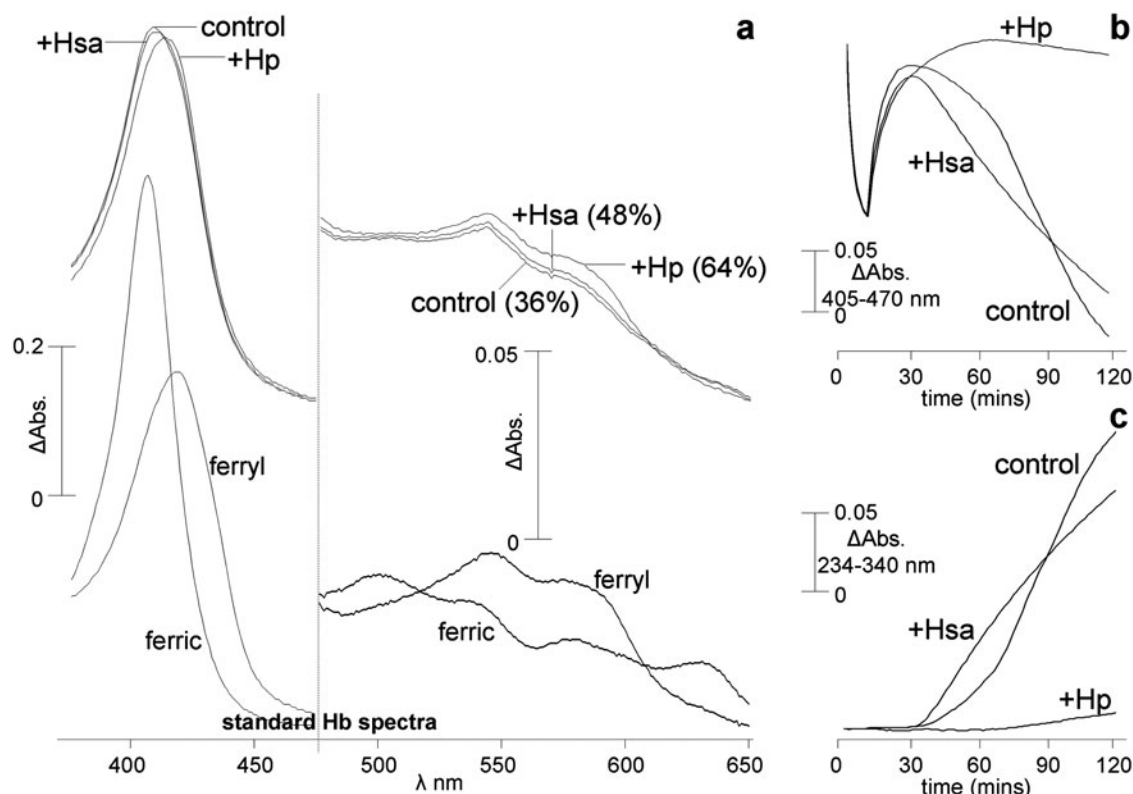 control
+Hsa
+Hp
a
+Hsa (48%)
+Hp (64%)
control (36%)
0.2
ΔAbs.
0
0.05
ΔAbs.
0
ferryl
ferric
ferryl
ferric
standard Hb spectra
400
450
500
550
600
650
λ nm
b
+Hp
+Hsa
control
0.05
ΔAbs.
405-470 nm
0
0
30
60
90
120
time (mins)
c
control
+Hsa
+Hp
0.05
ΔAbs.
234-340 nm
0
0
30
60
90
120
time (mins)